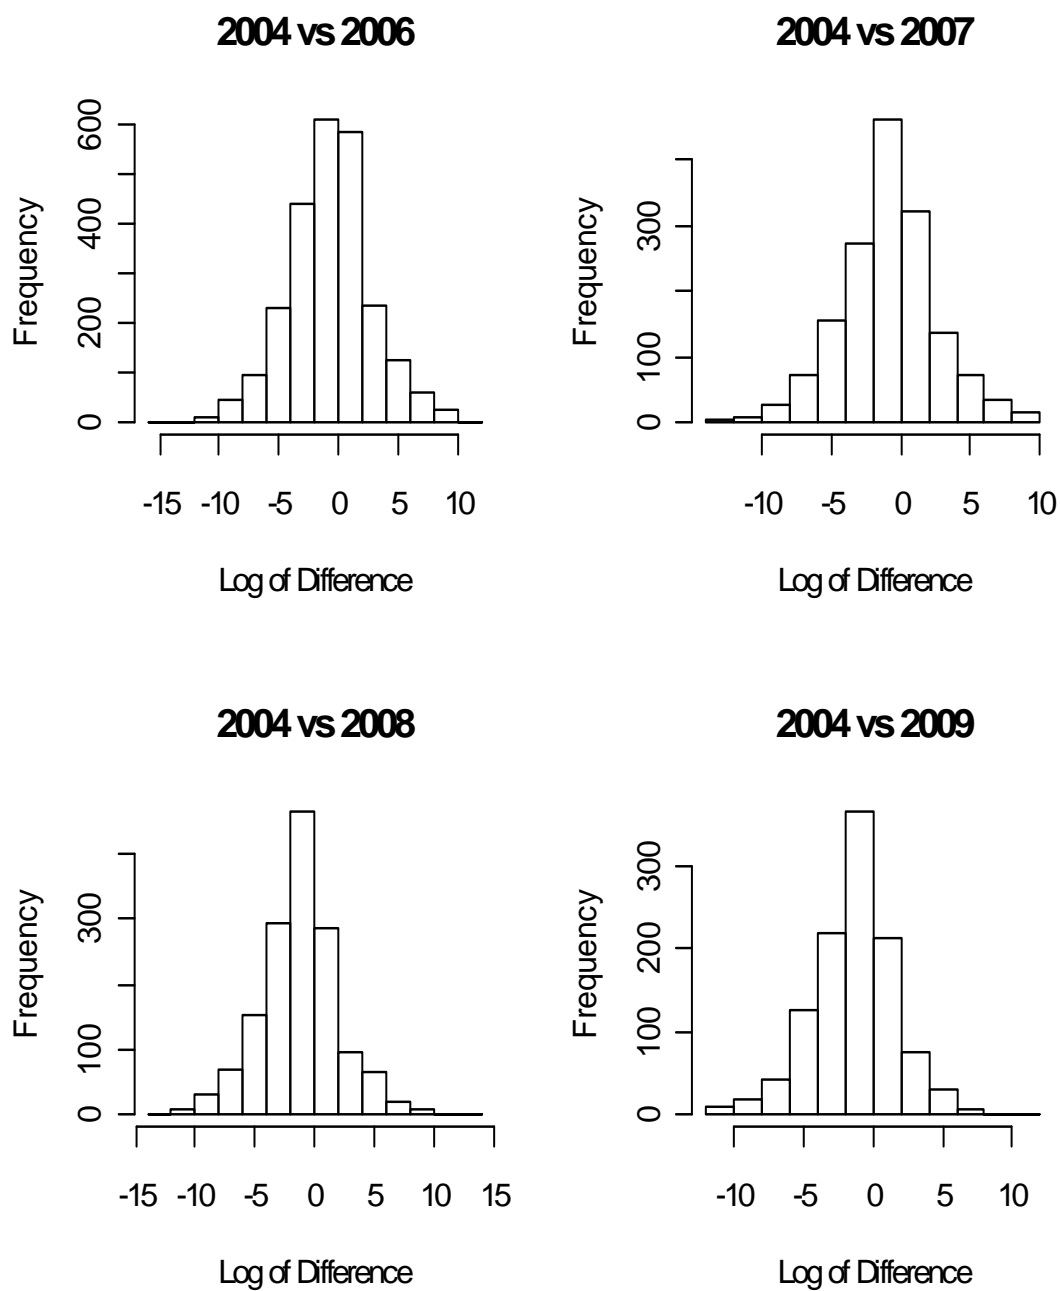 2004 vs 2006
Frequency
0 200 400 600
-15 -10 -5 0 5 10
Log of Difference
2004 vs 2007
Frequency
0 100 300
-10 -5 0 5 10
Log of Difference
2004 vs 2008
Frequency
0 100 300
-15 -10 -5 0 5 10 15
Log of Difference
2004 vs 2009
Frequency
0 100 200 300
-10 -5 0 5 10
Log of Difference